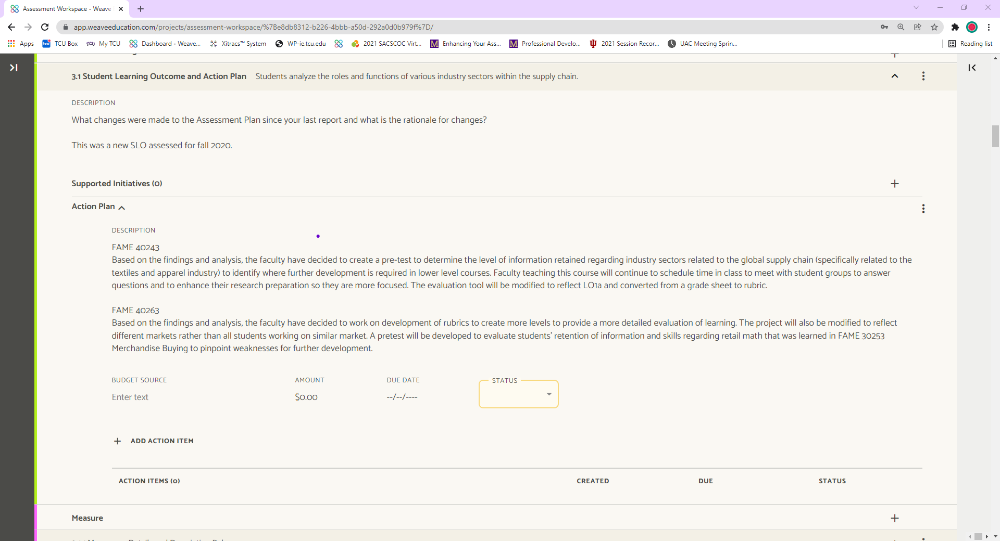 Assessment Workspace - Weave
app.weaveeducation.com/projects/assessment-workspace/%7Be8db8312-b226-4bbb-a50d-292a0d0b979f%7D/
Apps
box TCU Box
TCU My TCU
Dashboard - Weave...
Xitracs™ System
WP-ie.tcu.edu
2021 SACSCOC Virt...
M Enhancing Your Ass...
M Professional Develo...
2021 Session Recor...
UAC Meeting Sprin...
Reading list
3.1 Student Learning Outcome and Action Plan Students analyze the roles and functions of various industry sectors within the supply chain.
DESCRIPTION
What changes were made to the Assessment Plan since your last report and what is the rationale for changes?
This was a new SLO assessed for fall 2020.
Supported Initiatives (0)
Action Plan
DESCRIPTION
FAME 40243
Based on the findings and analysis, the faculty have decided to create a pre-test to determine the level of information retained regarding industry sectors related to the global supply chain (specifically related to the
textiles and apparel industry) to identify where further development is required in lower level courses. Faculty teaching this course will continue to schedule time in class to meet with student groups to answer
questions and to enhance their research preparation so they are more focused. The evaluation tool will be modified to reflect LO1a and converted from a grade sheet to rubric.
FAME 40263
Based on the findings and analysis, the faculty have decided to work on development of rubrics to create more levels to provide a more detailed evaluation of learning. The project will also be modified to reflect
different markets rather than all students working on similar market. A pretest will be developed to evaluate students' retention of information and skills regarding retail math that was learned in FAME 30253
Merchandise Buying to pinpoint weaknesses for further development.
BUDGET SOURCE AMOUNT DUE DATE STATUS
Enter text $0.00 --/--/----
+ ADD ACTION ITEM
ACTION ITEMS (0) CREATED DUE STATUS
Measure